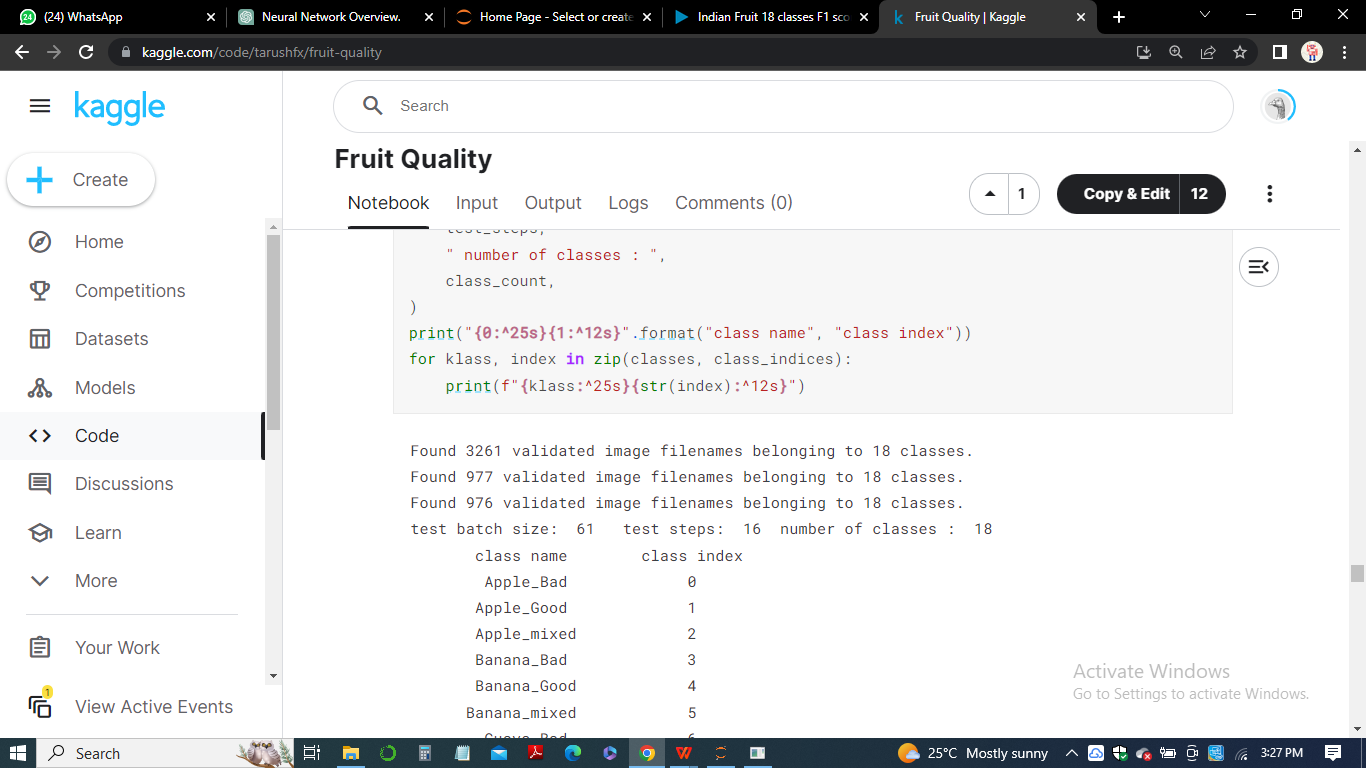 (24) WhatsApp
Neural Network Overview.
Home Page - Select or create
Indian Fruit 18 classes F1 sco
Fruit Quality | Kaggle
kaggle.com/code/tarushfx/fruit-quality
kaggle
Search
Create
Home
Competitions
Datasets
Models
Code
Discussions
Learn
More
Your Work
1
View Active Events
Fruit Quality
Notebook
Input
Output
Logs
Comments (0)
1
Copy & Edit 12
test_steps,
" number of classes : ",
class_count,
)
print("{0:^25s}{1:^12s}".format("class name", "class index"))
for klass, index in zip(classes, class_indices):
print(f"{klass:^25s}{str(index):^12s}")
Found 3261 validated image filenames belonging to 18 classes.
Found 977 validated image filenames belonging to 18 classes.
Found 976 validated image filenames belonging to 18 classes.
test batch size: 61 test steps: 16 number of classes : 18
class name class index
Apple_Bad 0
Apple_Good 1
Apple_mixed 2
Banana_Bad 3
Banana_Good 4
Banana_mixed 5
Guava_Bad 6
Activate Windows
Go to Settings to activate Windows.
Search
25°C Mostly sunny
3:27 PM